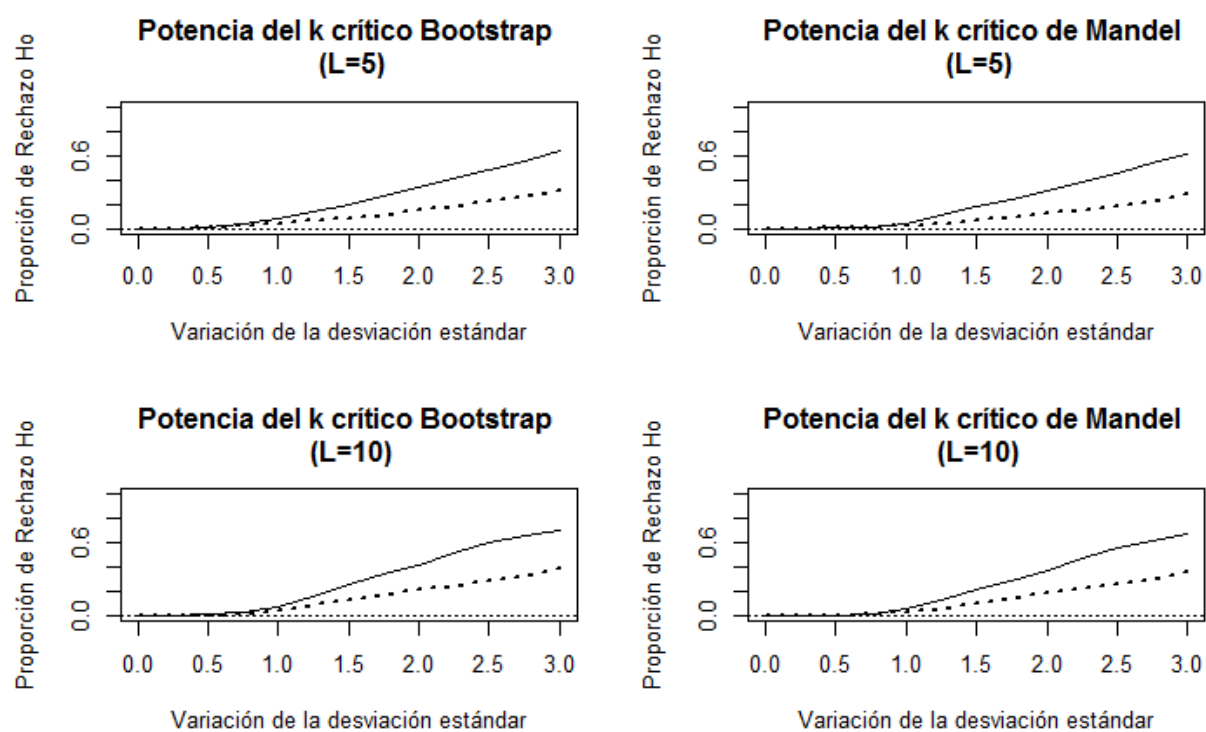 Potencia del k crítico Bootstrap
(L=5)
Proporción de Rechazo Ho
0.6
0.0
0.0 0.5 1.0 1.5 2.0 2.5 3.0
Variación de la desviación estándar
Potencia del k crítico de Mandel
(L=5)
Proporción de Rechazo Ho
0.6
0.0
0.0 0.5 1.0 1.5 2.0 2.5 3.0
Variación de la desviación estándar
Potencia del k crítico Bootstrap
(L=10)
Proporción de Rechazo Ho
0.6
0.0
0.0 0.5 1.0 1.5 2.0 2.5 3.0
Variación de la desviación estándar
Potencia del k crítico de Mandel
(L=10)
Proporción de Rechazo Ho
0.6
0.0
0.0 0.5 1.0 1.5 2.0 2.5 3.0
Variación de la desviación estándar